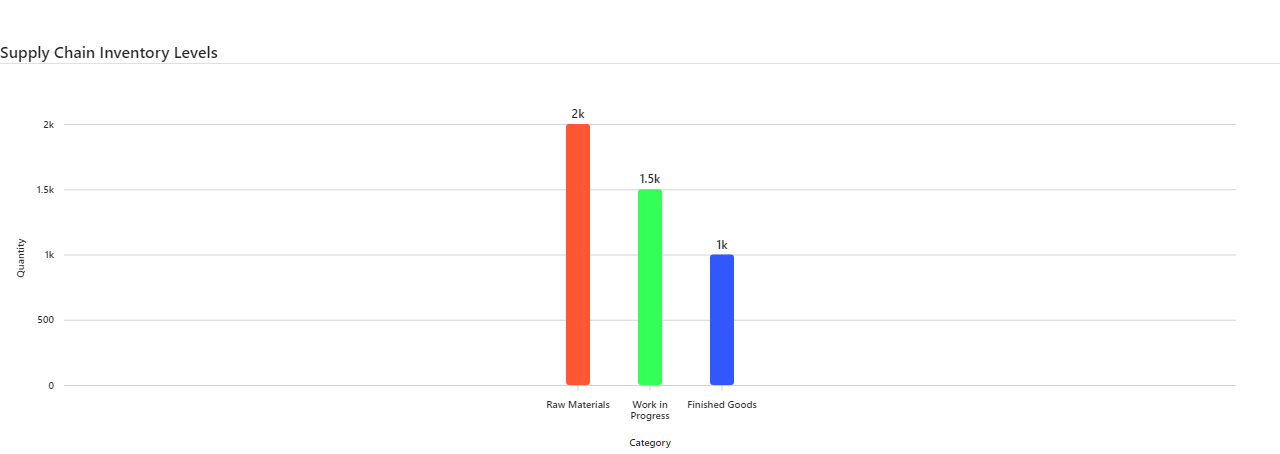 Supply Chain Inventory Levels
2k
2k
1.5k
1.5k
1k
1k
500
0
Quantity
Raw Materials
Work in
Progress
Finished Goods
Category